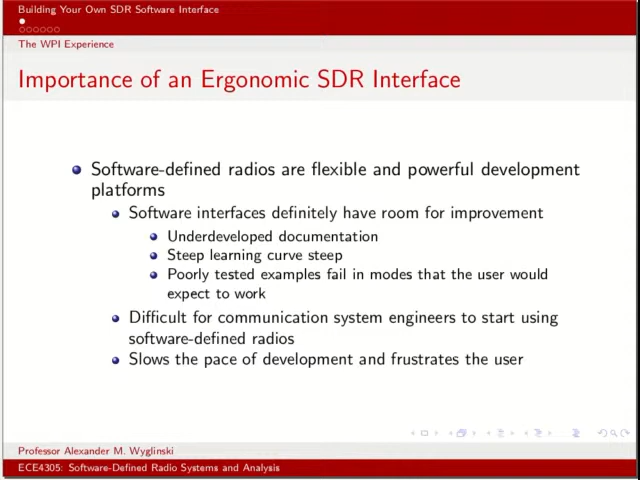 Building Your Own SDR Software Interface
The WPI Experience
Importance of an Ergonomic SDR Interface
Software-defined radios are flexible and powerful development
platforms
Software interfaces definitely have room for improvement
Underdeveloped documentation
Steep learning curve steep
Poorly tested examples fail in modes that the user would
expect to work
Difficult for communication system engineers to start using
software-defined radios
Slows the pace of development and frustrates the user
Professor Alexander M. Wyglinski
ECE4305: Software-Defined Radio Systems and Analysis